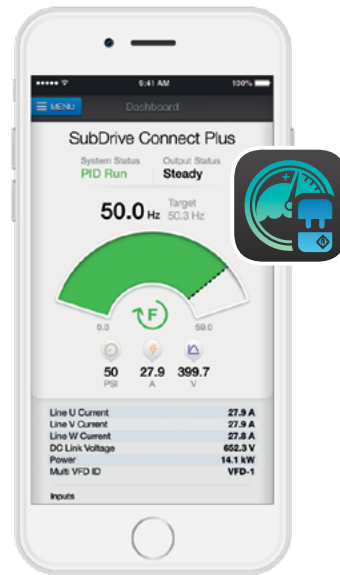 9:41 AM 100%
MENU Dashboard
SubDrive Connect Plus
System Status Output Status
PID Run Steady
50.0 Hz Target 50.3 Hz
F
0.0 59.0
50 27.9 399.7
PSI A V
Line U Current 27.9 A
Line V Current 27.9 A
Line W Current 27.8 A
DC Link Voltage 652.3 V
Power 14.1 kW
Multi VFD ID VFD-1
Inputs